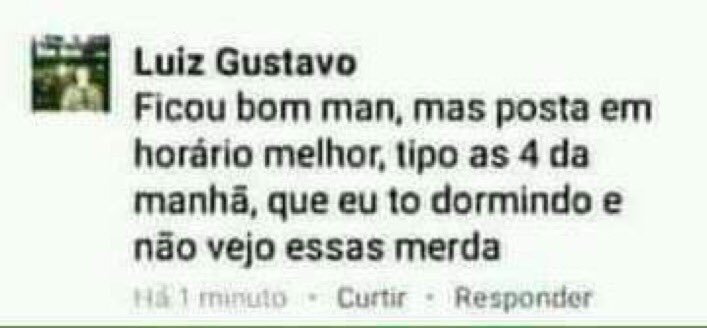 Luiz Gustavo
Ficou bom man, mas posta em
horário melhor, tipo as 4 da
manhã, que eu to dormindo e
não vejo essas merda
Há 1 minuto · Curtir · Responder